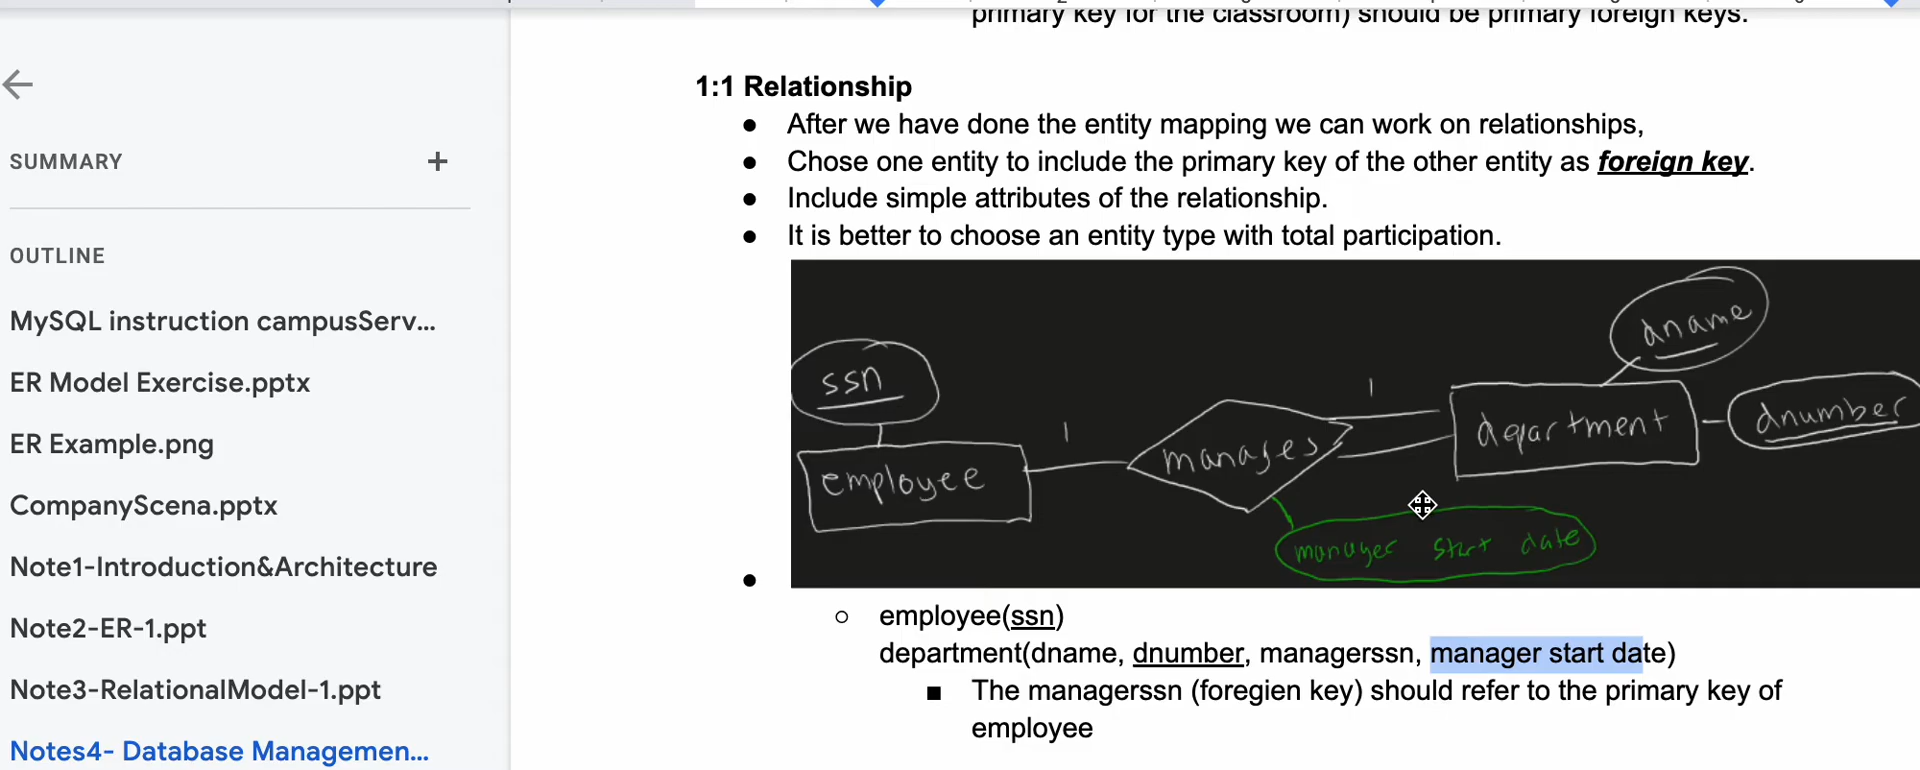 primary key for the classroom) should be primary foreign keys.
SUMMARY
OUTLINE
MySQL instruction campusServ...
ER Model Exercise.pptx
ER Example.png
CompanyScena.pptx
Note1-Introduction&Architecture
Note2-ER-1.ppt
Note3-RelationalModel-1.ppt
Notes4- Database Managemen...
1:1 Relationship
● After we have done the entity mapping we can work on relationships,
● Chose one entity to include the primary key of the other entity as foreign key.
● Include simple attributes of the relationship.
● It is better to choose an entity type with total participation.
dname
ssn
1
1
department
dnumber
manages
employee
manager start date
○ employee(ssn)
department(dname, dnumber, managerssn, manager start date)
■ The managerssn (foregien key) should refer to the primary key of
employee